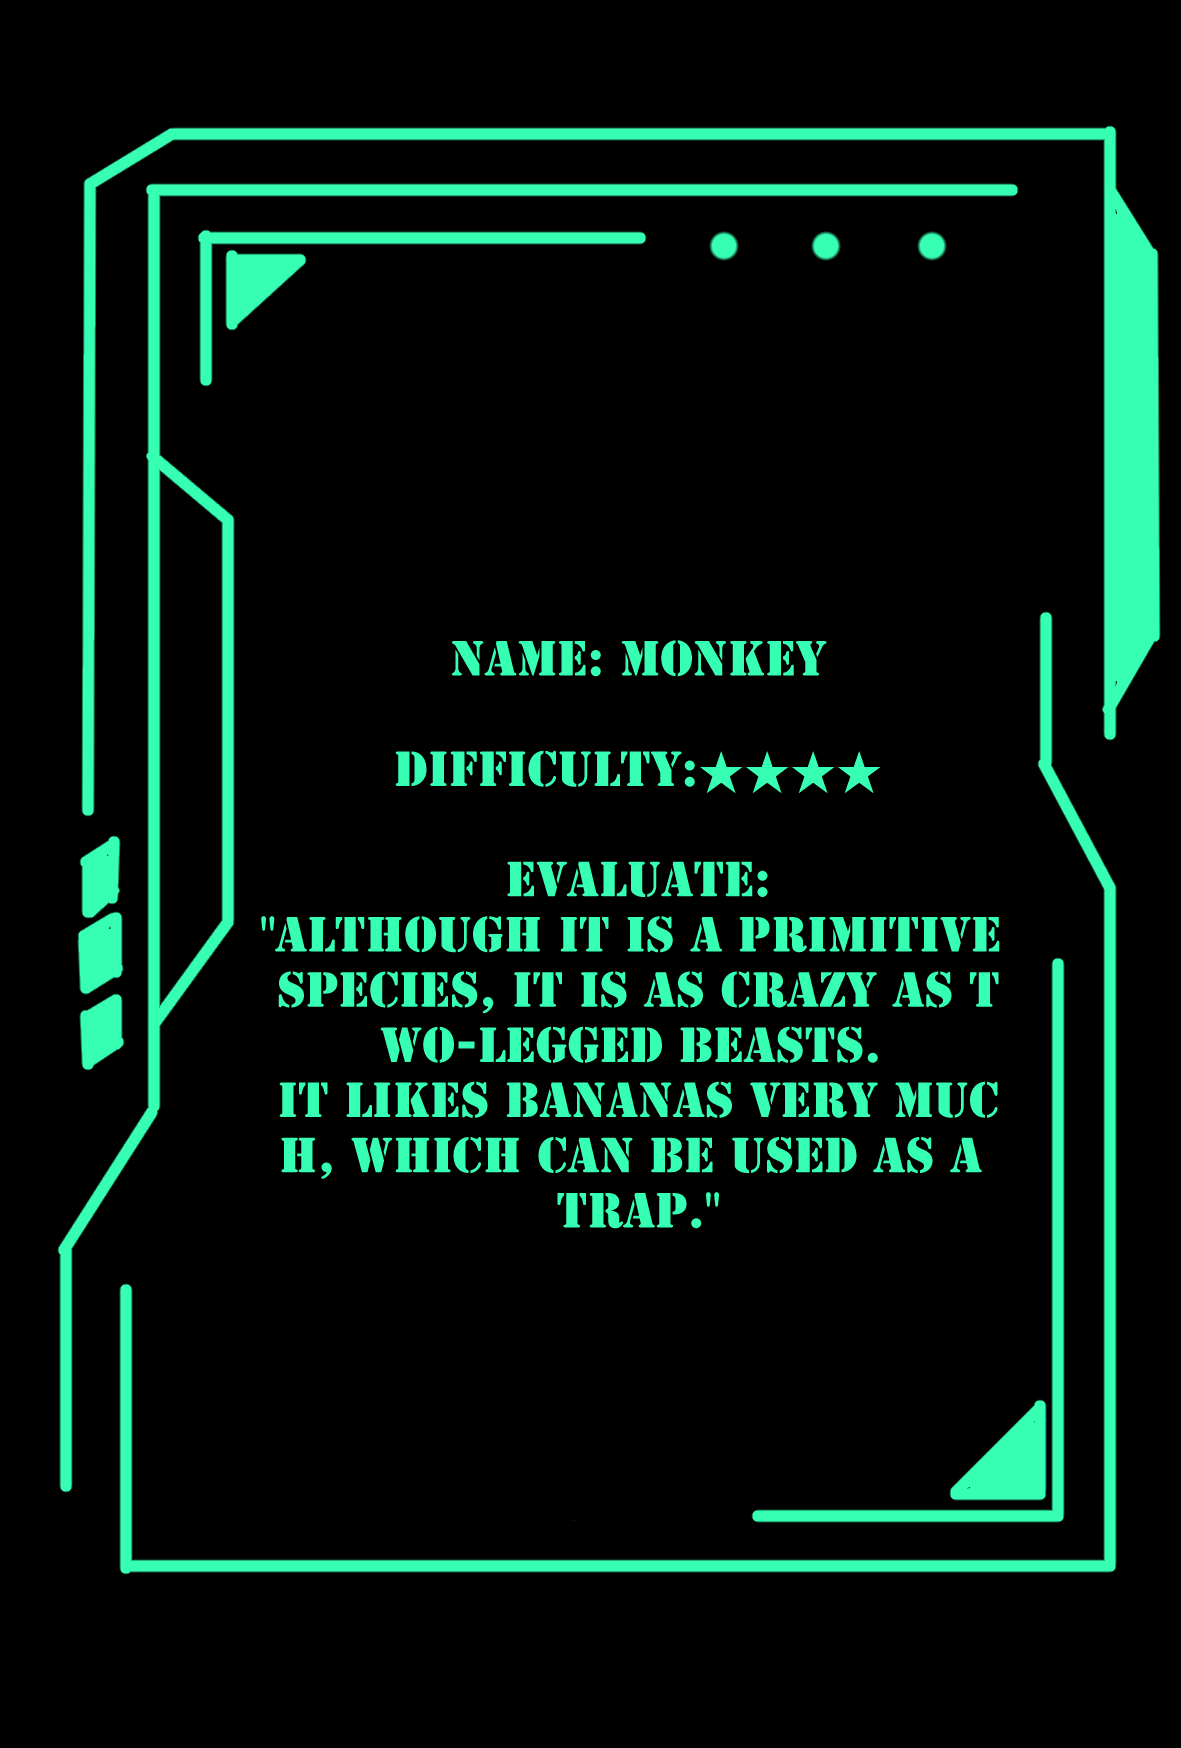 NAME: MONKEY
DIFFICULTY:★★★★
EVALUATE:
"ALTHOUGH IT IS A PRIMITIVE
SPECIES, IT IS AS CRAZY AS T
WO-LEGGED BEASTS.
IT LIKES BANANAS VERY MUC
H, WHICH CAN BE USED AS A
TRAP."